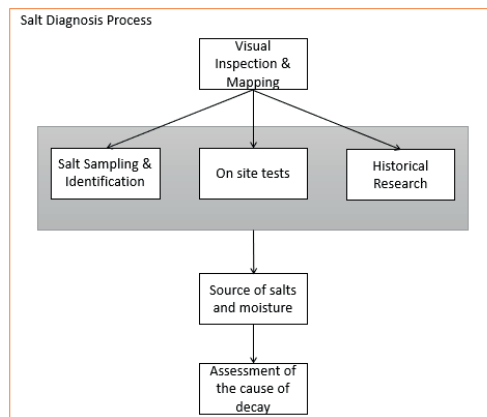 Salt Diagnosis Process
Visual
Inspection &
Mapping
Salt Sampling &
Identification
On site tests
Historical
Research
Source of salts
and moisture
Assessment of
the cause of
decay